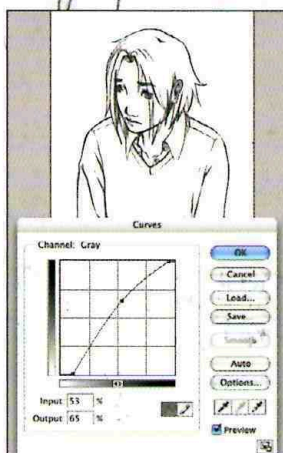 Curves
Channel: Gray
OK
Cancel
Load...
Save...
Smooth
Auto
Options...
Input 53 %
Output 65 %
Preview